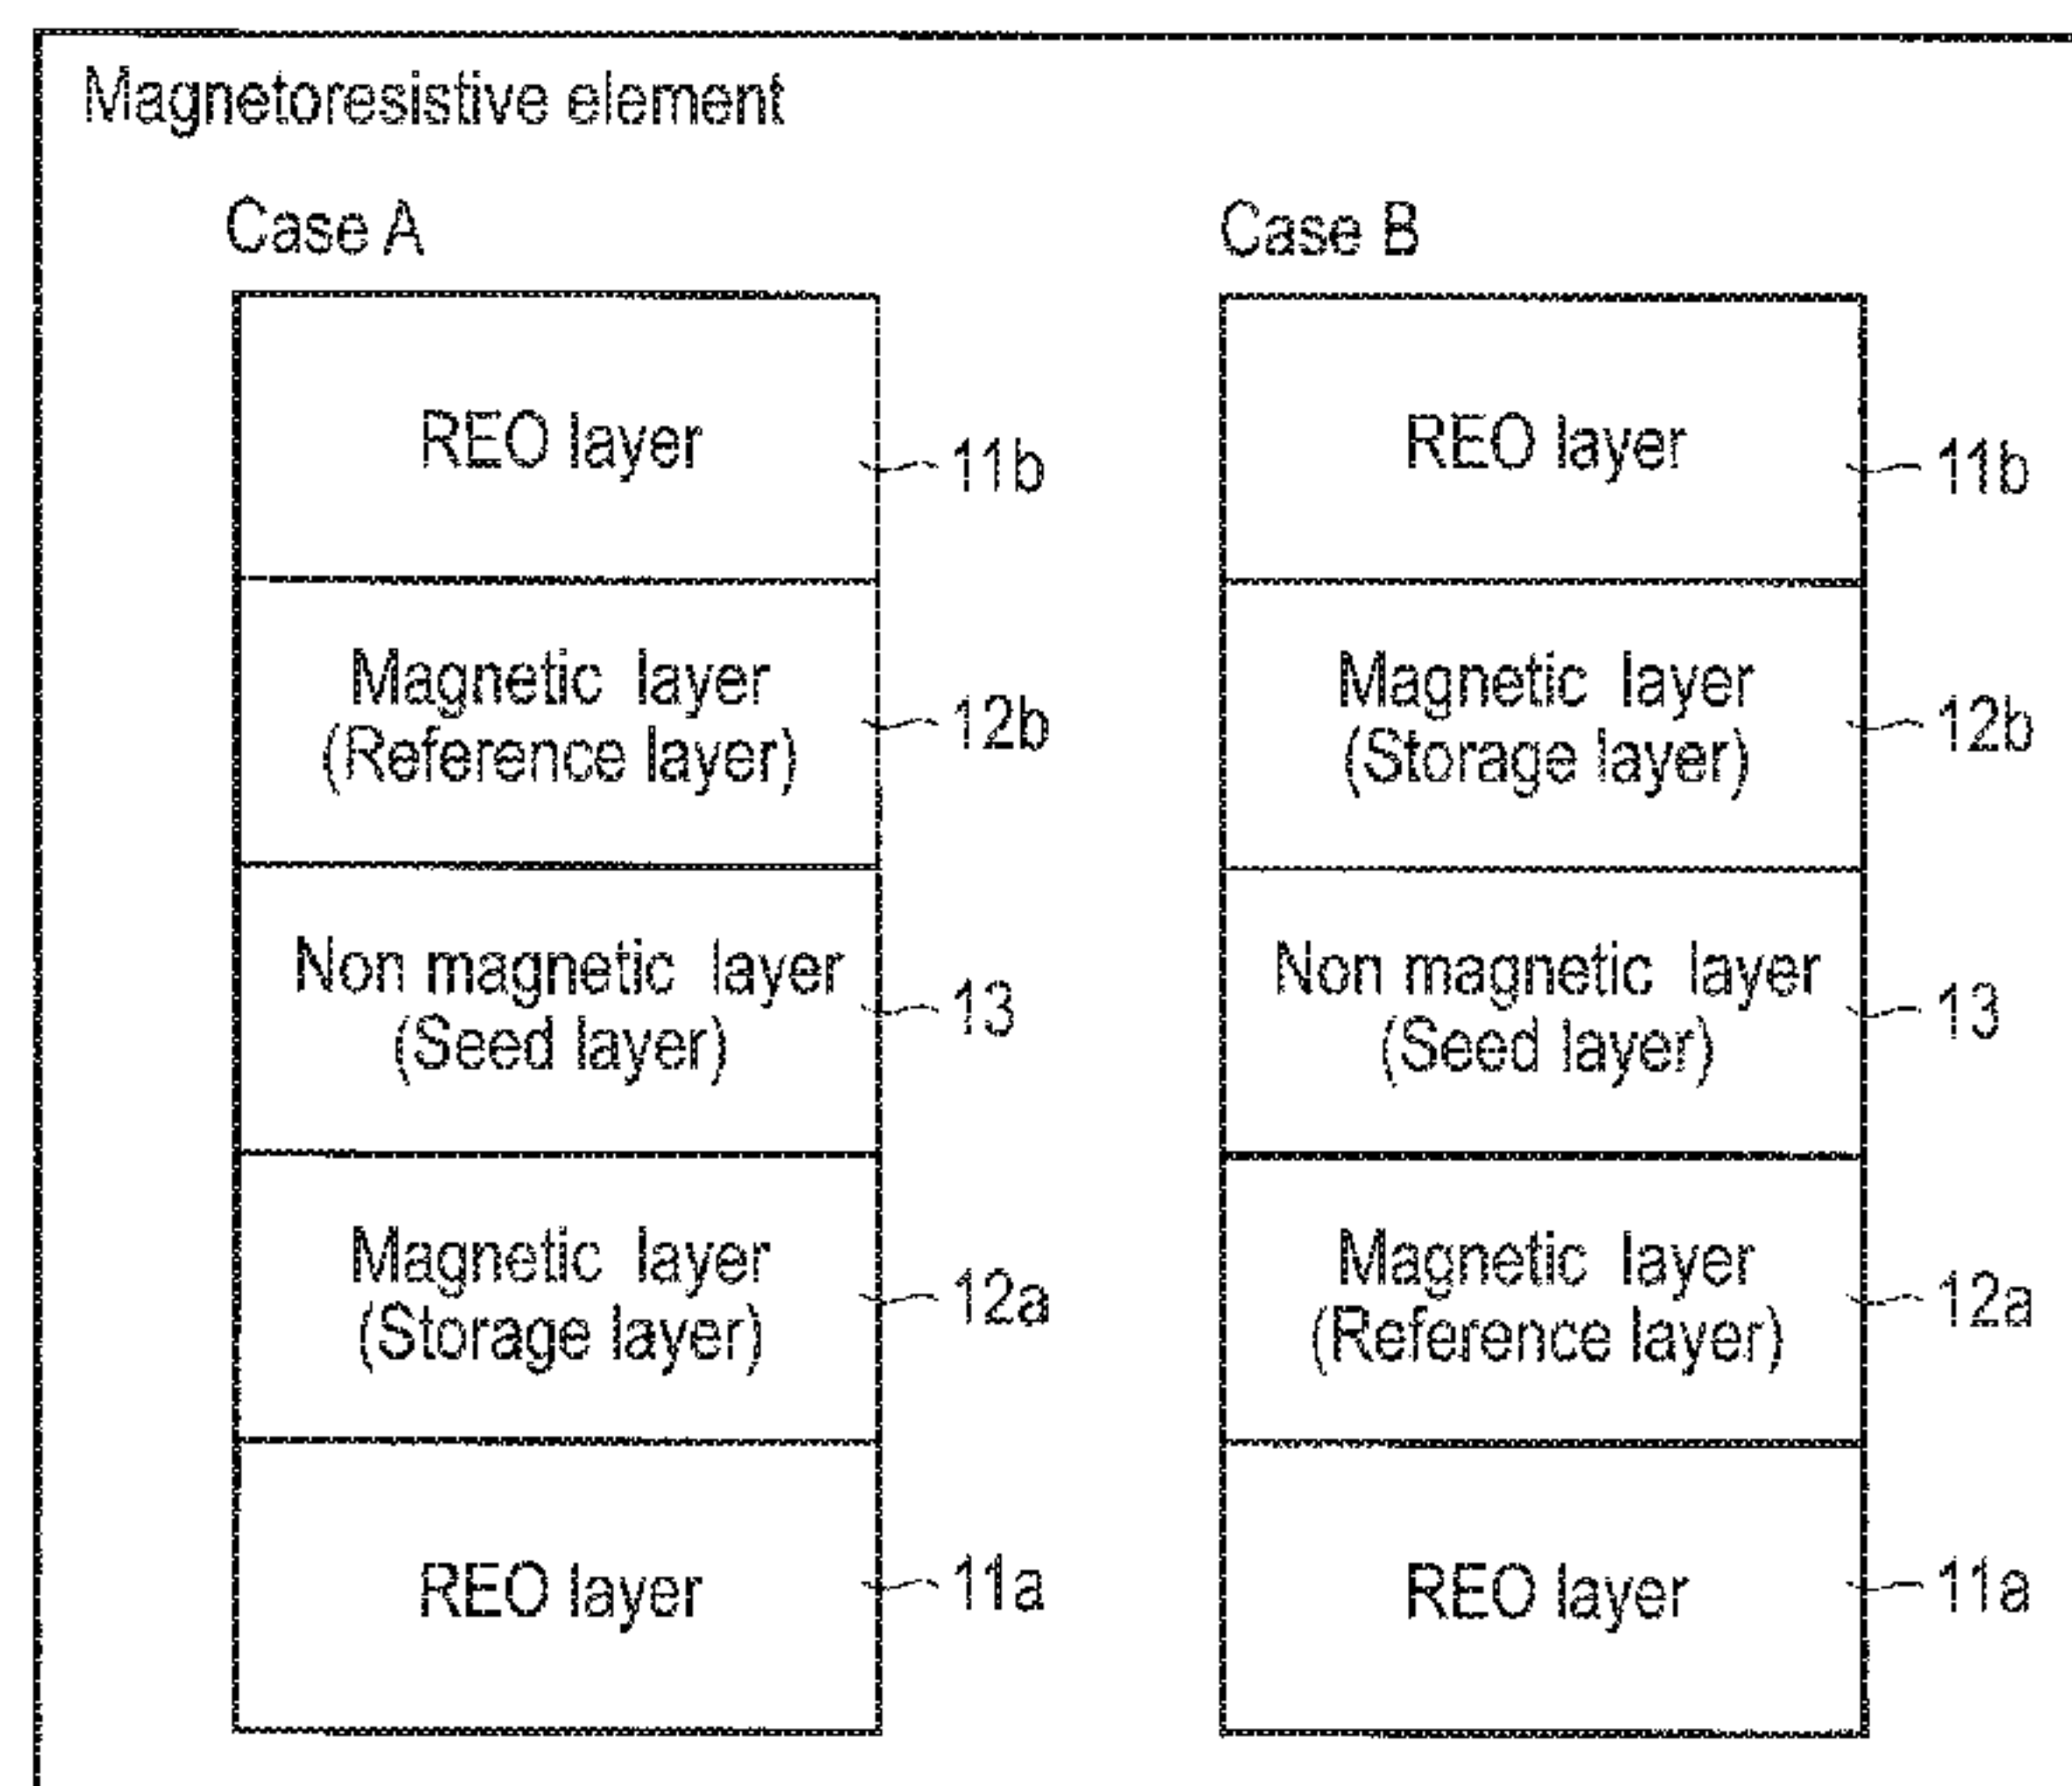 Magnetoresistive element
Case A
REO layer
11b
Magnetic layer
(Reference layer)
12b
Non magnetic layer
(Seed layer)
13
Magnetic layer
(Storage layer)
12a
REO layer
11a
Case B
REO layer
11b
Magnetic layer
(Storage layer)
12b
Non magnetic layer
(Seed layer)
13
Magnetic layer
(Reference layer)
12a
REO layer
11a